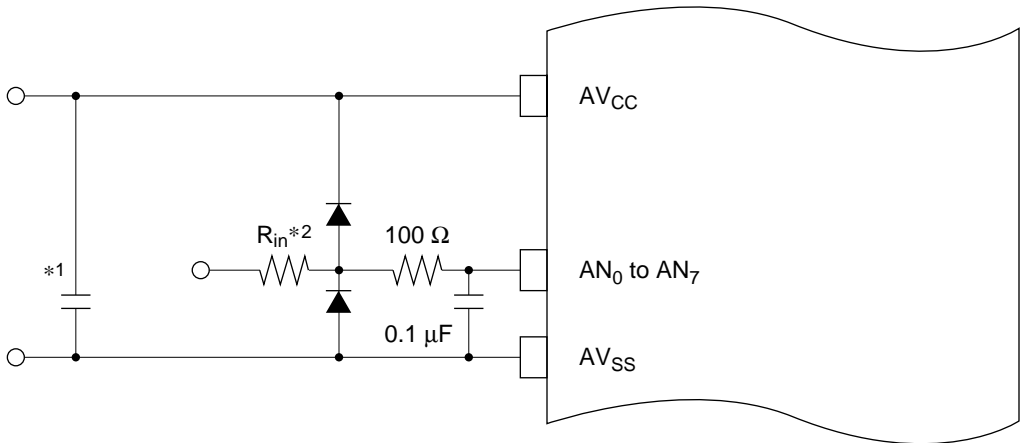 AVCC
Rin*2
100 Ω
*1
AN0 to AN7
0.1 µF
AVSS